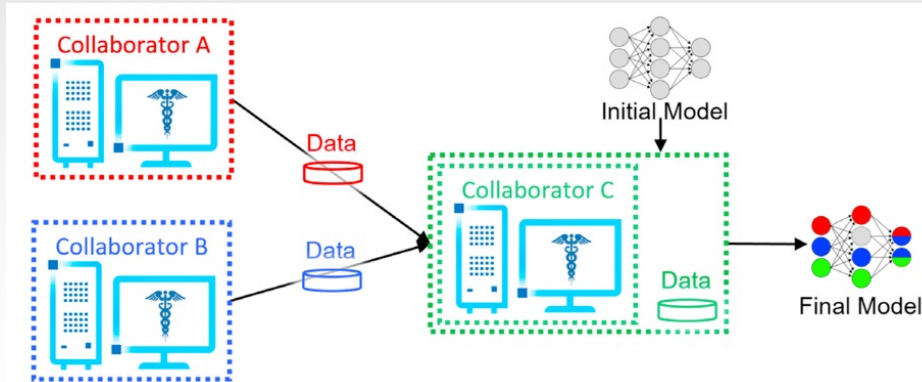 Collaborator A
Data
Initial Model
Collaborator C
Collaborator B
Data
Data
Final Model